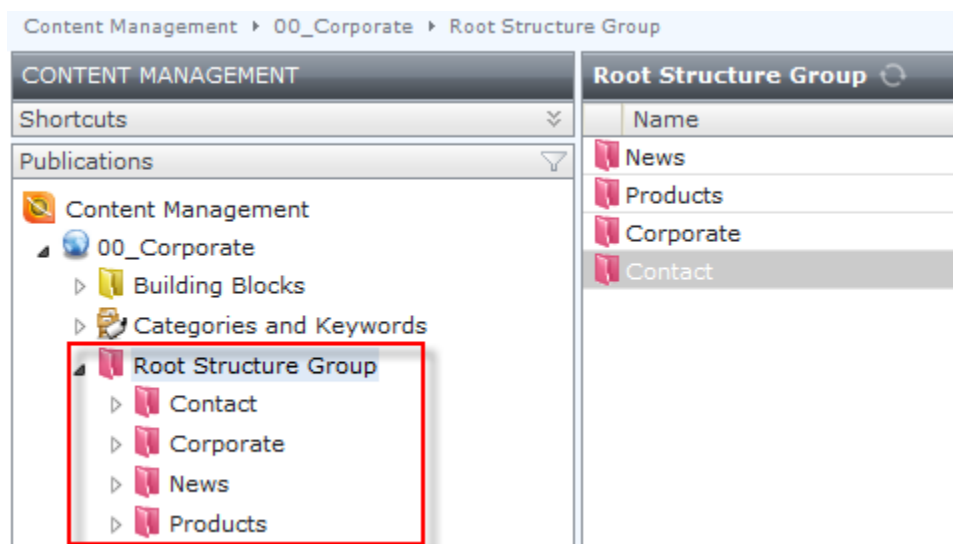 Content Management ▸ 00_Corporate ▸ Root Structure Group
CONTENT MANAGEMENT
Shortcuts
Publications
Content Management
00_Corporate
Building Blocks
Categories and Keywords
Root Structure Group
Contact
Corporate
News
Products
Root Structure Group
Name
News
Products
Corporate
Contact